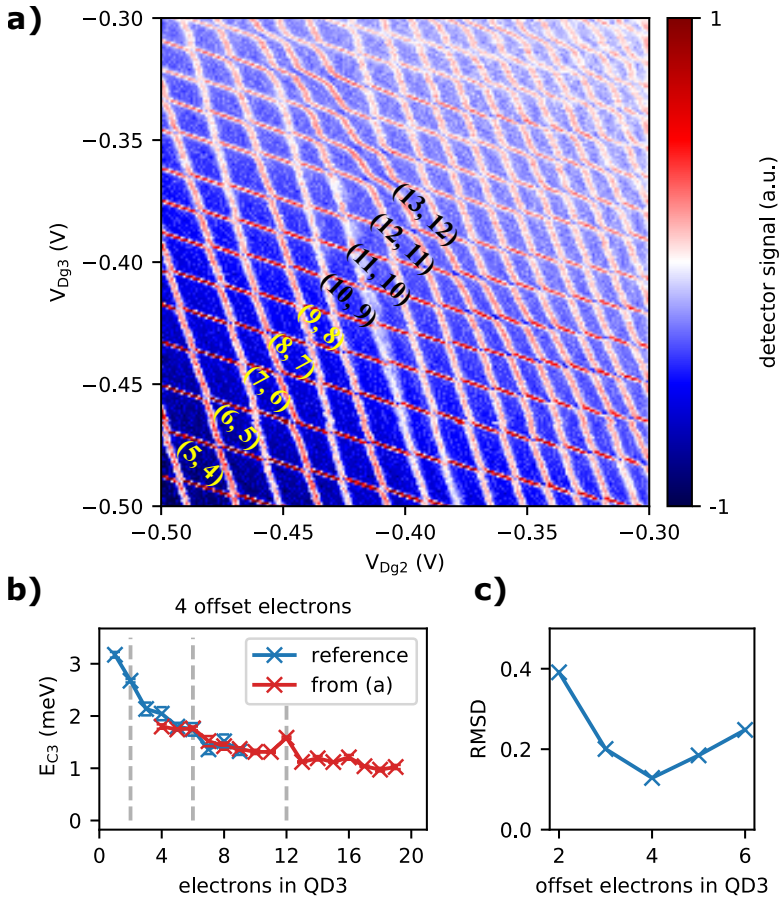 a)
−0.30
−0.35
−0.40
−0.45
−0.50
V_Dg3 (V)
(13, 12)
(12, 11)
(11, 10)
(10, 9)
(9, 8)
(8, 7)
(7, 6)
(6, 5)
(5, 4)
−0.50 −0.45 −0.40 −0.35 −0.30
V_Dg2 (V)
1
-1
detector signal (a.u.)
b)
4 offset electrons
reference
from (a)
3
2
1
0
E_C3 (meV)
0 4 8 12 16 20
electrons in QD3
c)
0.4
0.2
0.0
RMSD
2 4 6
offset electrons in QD3